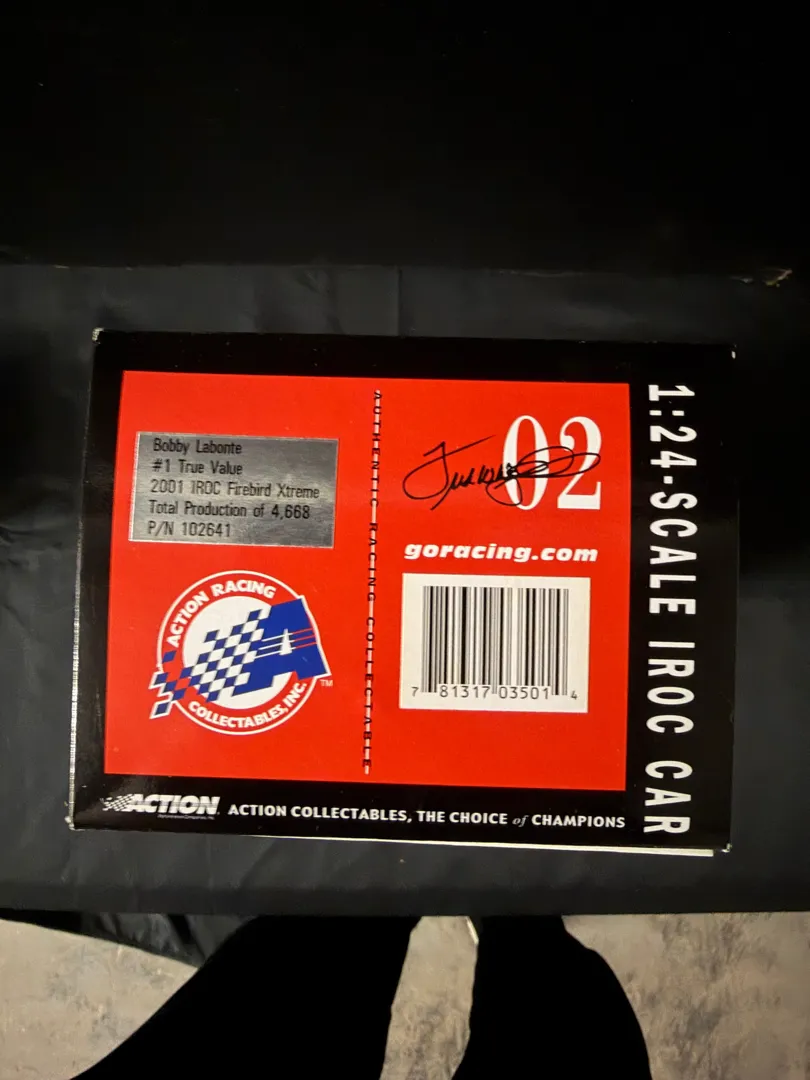 Bobby Labonte
#1 True Value
2001 IROC Firebird Xtreme
Total Production of 4,668
P/N 102641
ACTION RACING
COLLECTABLES, INC.
TM
AUTHENTIC RACING COLLECTABLE
02
goracing.com
7 81317 03501 4
1:24-SCALE IROC CAR
ACTION
ACTION COLLECTABLES, THE CHOICE of CHAMPIONS